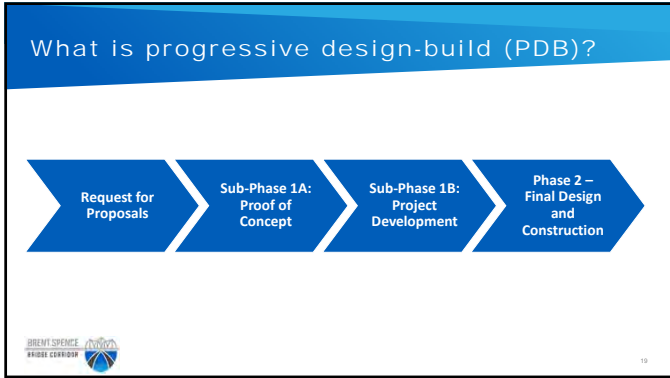 What is progressive design-build (PDB)?
Request for
Proposals
Sub-Phase 1A:
Proof of
Concept
Sub-Phase 1B:
Project
Development
Phase 2 –
Final Design
and
Construction
BRENT SPENCE
BRIDGE CORRIDOR
19